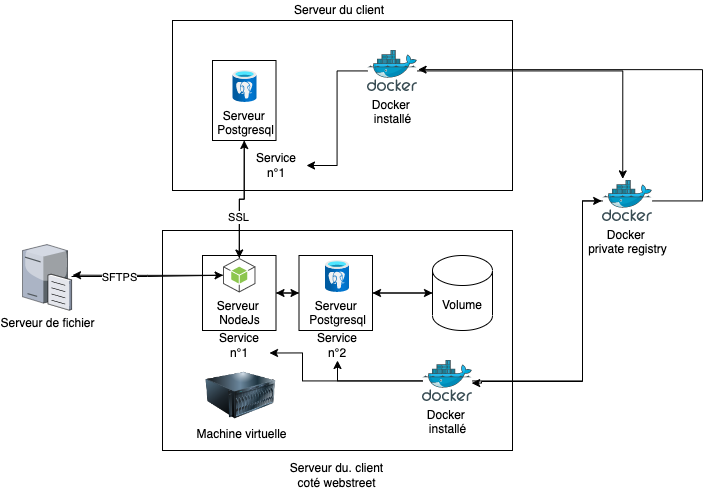 Serveur du client
docker
Docker
installé
Serveur
Postgresql
Service
n°1
SSL
docker
Docker
private registry
SFTPS
Serveur de fichier
Serveur
NodeJs
Serveur
Postgresql
Volume
Service
n°1
Service
n°2
docker
Docker
installé
Machine virtuelle
Serveur du. client
coté webstreet